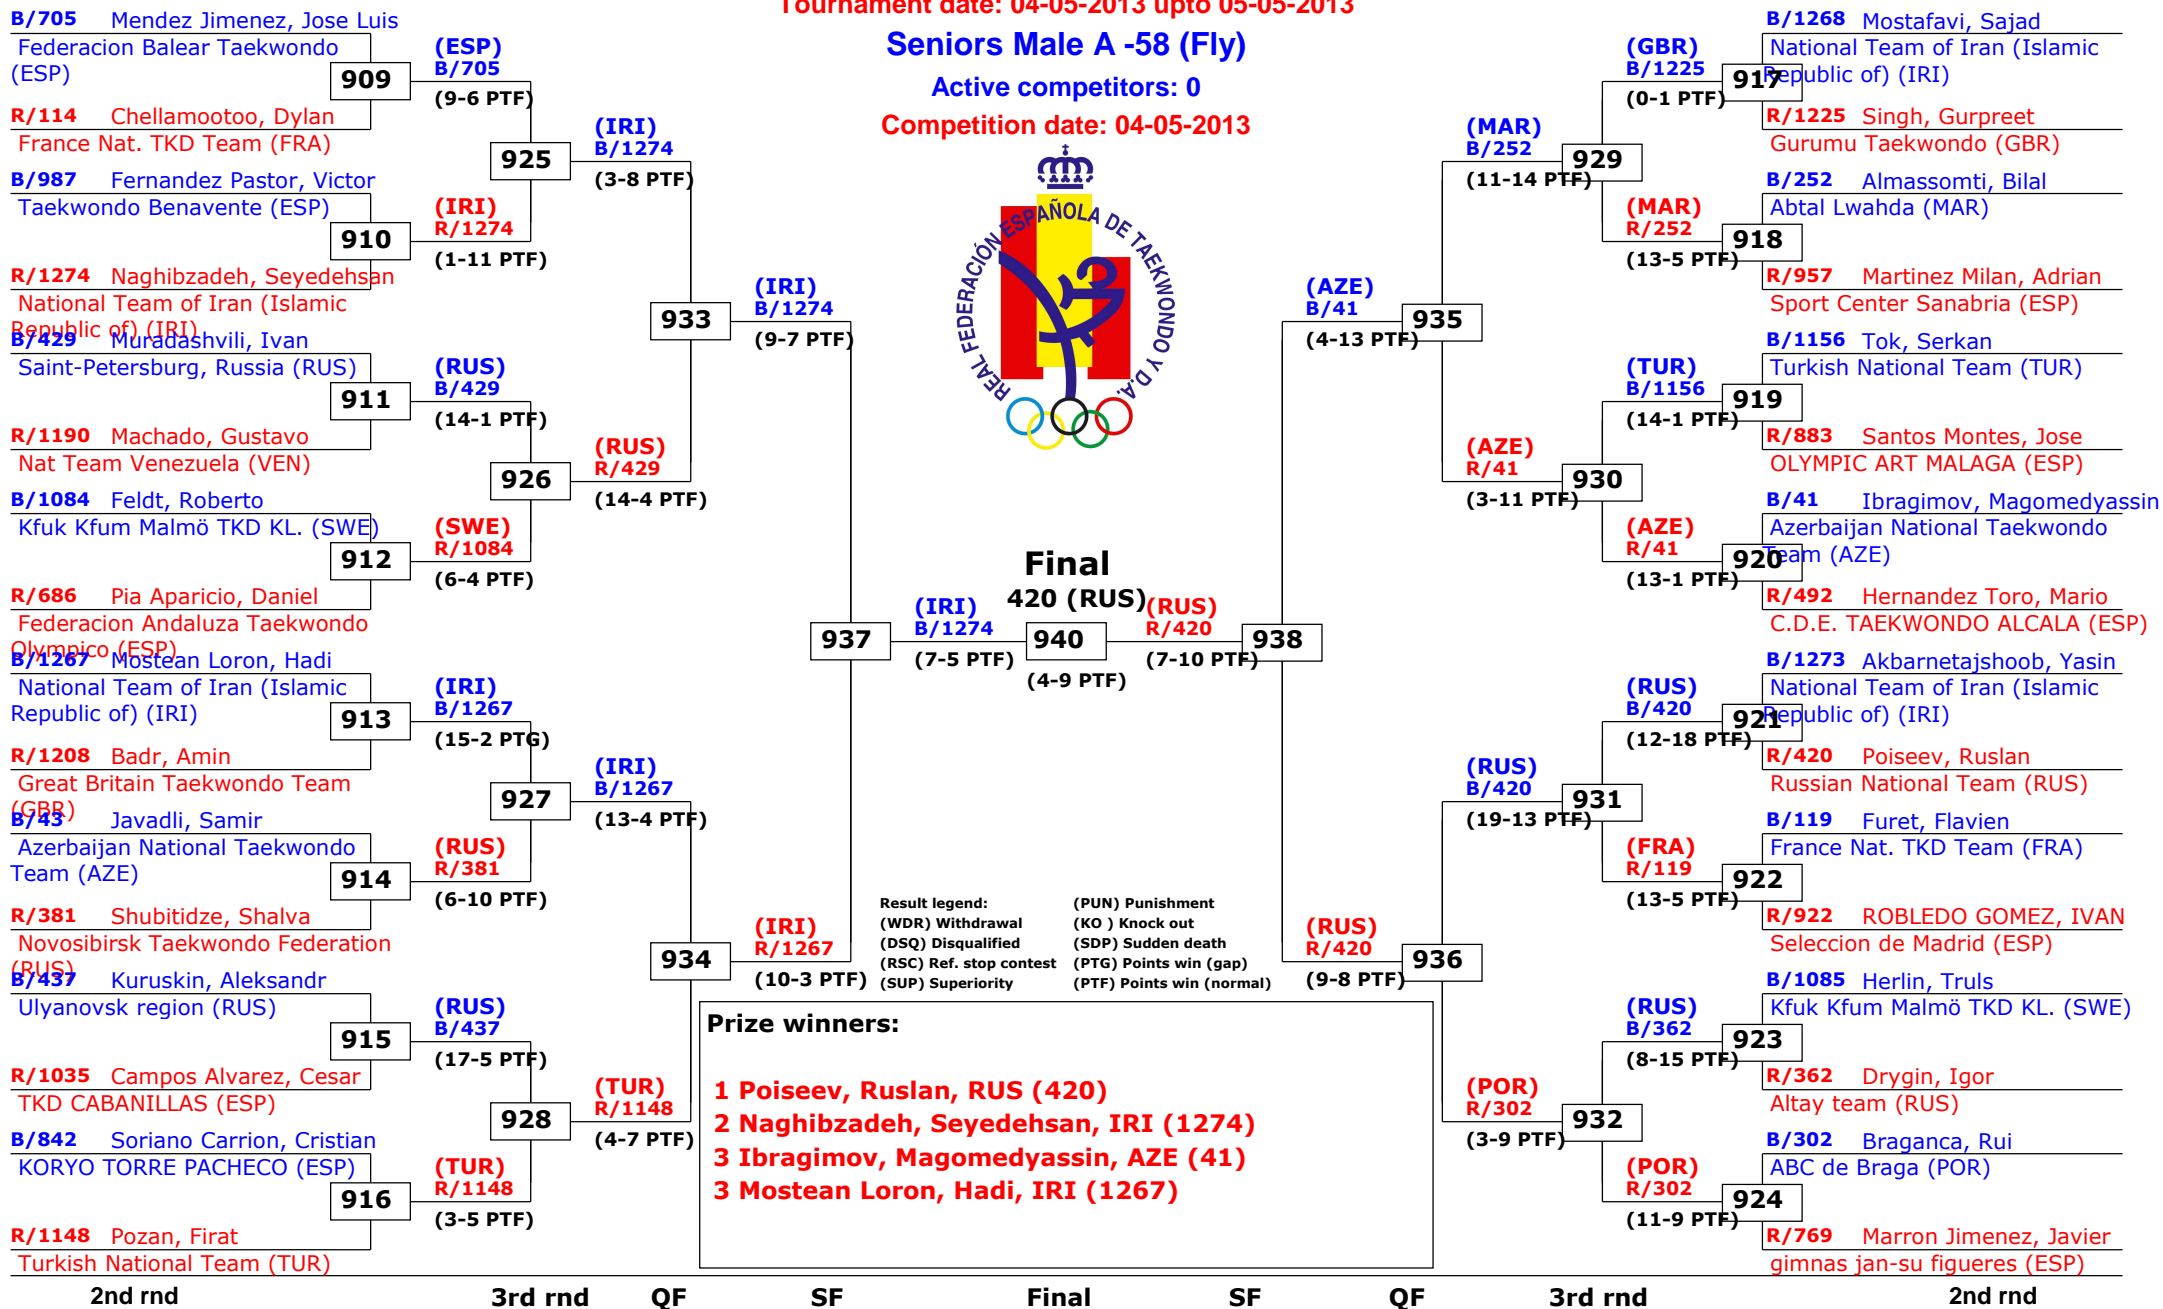 Tournament date: 04-05-2013 upto 05-05-2013
Seniors Male A -58 (Fly)
Active competitors: 0
Competition date: 04-05-2013
REAL FEDERACIÓN ESPAÑOLA DE TAEKWONDO Y D.A.
B/705 Mendez Jimenez, Jose Luis
Federacion Balear Taekwondo
(ESP)
909
R/114 Chellamootoo, Dylan
France Nat. TKD Team (FRA)
B/987 Fernandez Pastor, Victor
Taekwondo Benavente (ESP)
910
R/1274 Naghibzadeh, Seyedehsan
National Team of Iran (Islamic
Republic of) (IRI)
B/429 Muradashvili, Ivan
Saint-Petersburg, Russia (RUS)
911
R/1190 Machado, Gustavo
Nat Team Venezuela (VEN)
B/1084 Feldt, Roberto
Kfuk Kfum Malmö TKD KL. (SWE)
912
R/686 Pia Aparicio, Daniel
Federacion Andaluza Taekwondo
Olympico (ESP)
B/1267 Mostean Loron, Hadi
National Team of Iran (Islamic
Republic of) (IRI)
913
R/1208 Badr, Amin
Great Britain Taekwondo Team
(GBR)
B/43 Javadli, Samir
Azerbaijan National Taekwondo
Team (AZE)
914
R/381 Shubitidze, Shalva
Novosibirsk Taekwondo Federation
(RUS)
B/437 Kuruskin, Aleksandr
Ulyanovsk region (RUS)
915
R/1035 Campos Alvarez, Cesar
TKD CABANILLAS (ESP)
B/842 Soriano Carrion, Cristian
KORYO TORRE PACHECO (ESP)
916
R/1148 Pozan, Firat
Turkish National Team (TUR)
(ESP)
B/705
(9-6 PTF)
925
(IRI)
R/1274
(1-11 PTF)
(RUS)
B/429
(14-1 PTF)
926
(SWE)
R/1084
(6-4 PTF)
(IRI)
B/1267
(15-2 PTG)
927
(RUS)
R/381
(6-10 PTF)
(RUS)
B/437
(17-5 PTF)
928
(TUR)
R/1148
(3-5 PTF)
(IRI)
B/1274
(3-8 PTF)
933
(RUS)
R/429
(14-4 PTF)
(IRI)
B/1267
(13-4 PTF)
934
(TUR)
R/1148
(4-7 PTF)
(IRI)
B/1274
(9-7 PTF)
937
(IRI)
R/1267
(10-3 PTF)
Final
420 (RUS)
(IRI)
B/1274
(7-5 PTF)
940
(4-9 PTF)
(RUS)
R/420
(7-10 PTF)
938
(AZE)
B/41
(4-13 PTF)
935
(RUS)
R/420
(9-8 PTF)
936
(MAR)
B/252
(11-14 PTF)
929
(AZE)
R/41
(3-11 PTF)
930
(RUS)
B/420
(19-13 PTF)
931
(POR)
R/302
(3-9 PTF)
932
(GBR)
B/1225
(0-1 PTF)
(MAR)
R/252
(13-5 PTF)
(TUR)
B/1156
(14-1 PTF)
(AZE)
R/41
(13-1 PTF)
(RUS)
B/420
(12-18 PTF)
(FRA)
R/119
(13-5 PTF)
(RUS)
B/362
(8-15 PTF)
(POR)
R/302
(11-9 PTF)
B/1268 Mostafavi, Sajad
National Team of Iran (Islamic
Republic of) (IRI)
917
R/1225 Singh, Gurpreet
Gurumu Taekwondo (GBR)
B/252 Almassomti, Bilal
Abtal Lwahda (MAR)
918
R/957 Martinez Milan, Adrian
Sport Center Sanabria (ESP)
B/1156 Tok, Serkan
Turkish National Team (TUR)
919
R/883 Santos Montes, Jose
OLYMPIC ART MALAGA (ESP)
B/41 Ibragimov, Magomedyassin
Azerbaijan National Taekwondo
Team (AZE)
920
R/492 Hernandez Toro, Mario
C.D.E. TAEKWONDO ALCALA (ESP)
B/1273 Akbarnetajshoob, Yasin
National Team of Iran (Islamic
Republic of) (IRI)
921
R/420 Poiseev, Ruslan
Russian National Team (RUS)
B/119 Furet, Flavien
France Nat. TKD Team (FRA)
922
R/922 ROBLEDO GOMEZ, IVAN
Seleccion de Madrid (ESP)
B/1085 Herlin, Truls
Kfuk Kfum Malmö TKD KL. (SWE)
923
R/362 Drygin, Igor
Altay team (RUS)
B/302 Braganca, Rui
ABC de Braga (POR)
924
R/769 Marron Jimenez, Javier
gimnas jan-su figueres (ESP)
Result legend:
(WDR) Withdrawal
(DSQ) Disqualified
(RSC) Ref. stop contest
(SUP) Superiority
(PUN) Punishment
(KO ) Knock out
(SDP) Sudden death
(PTG) Points win (gap)
(PTF) Points win (normal)
Prize winners:
1 Poiseev, Ruslan, RUS (420)
2 Naghibzadeh, Seyedehsan, IRI (1274)
3 Ibragimov, Magomedyassin, AZE (41)
3 Mostean Loron, Hadi, IRI (1267)
2nd rnd 3rd rnd QF SF Final SF QF 3rd rnd 2nd rnd